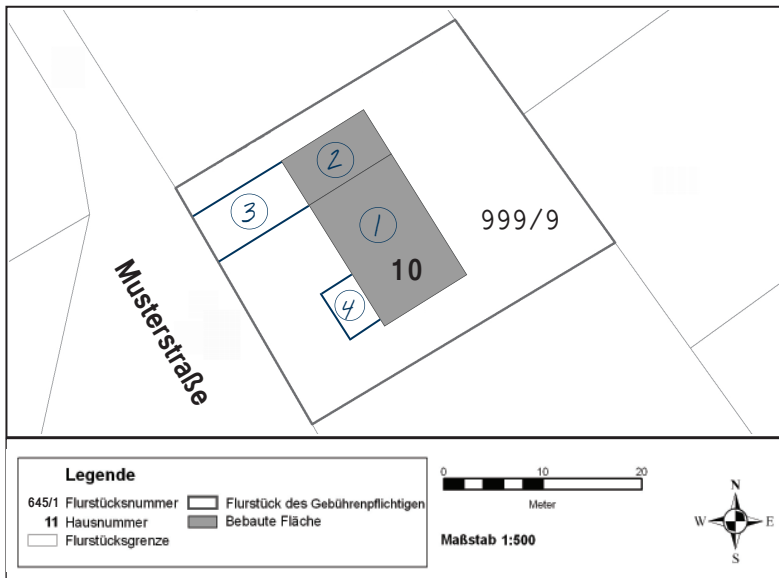 2
3
1
999/9
10
4
Musterstraße
Legende
645/1 Flurstücksnummer
Flurstück des Gebührenpflichtigen
11 Hausnummer
Bebaute Fläche
Flurstücksgrenze
0 10 20
Meter
Maßstab 1:500
N
W E
S